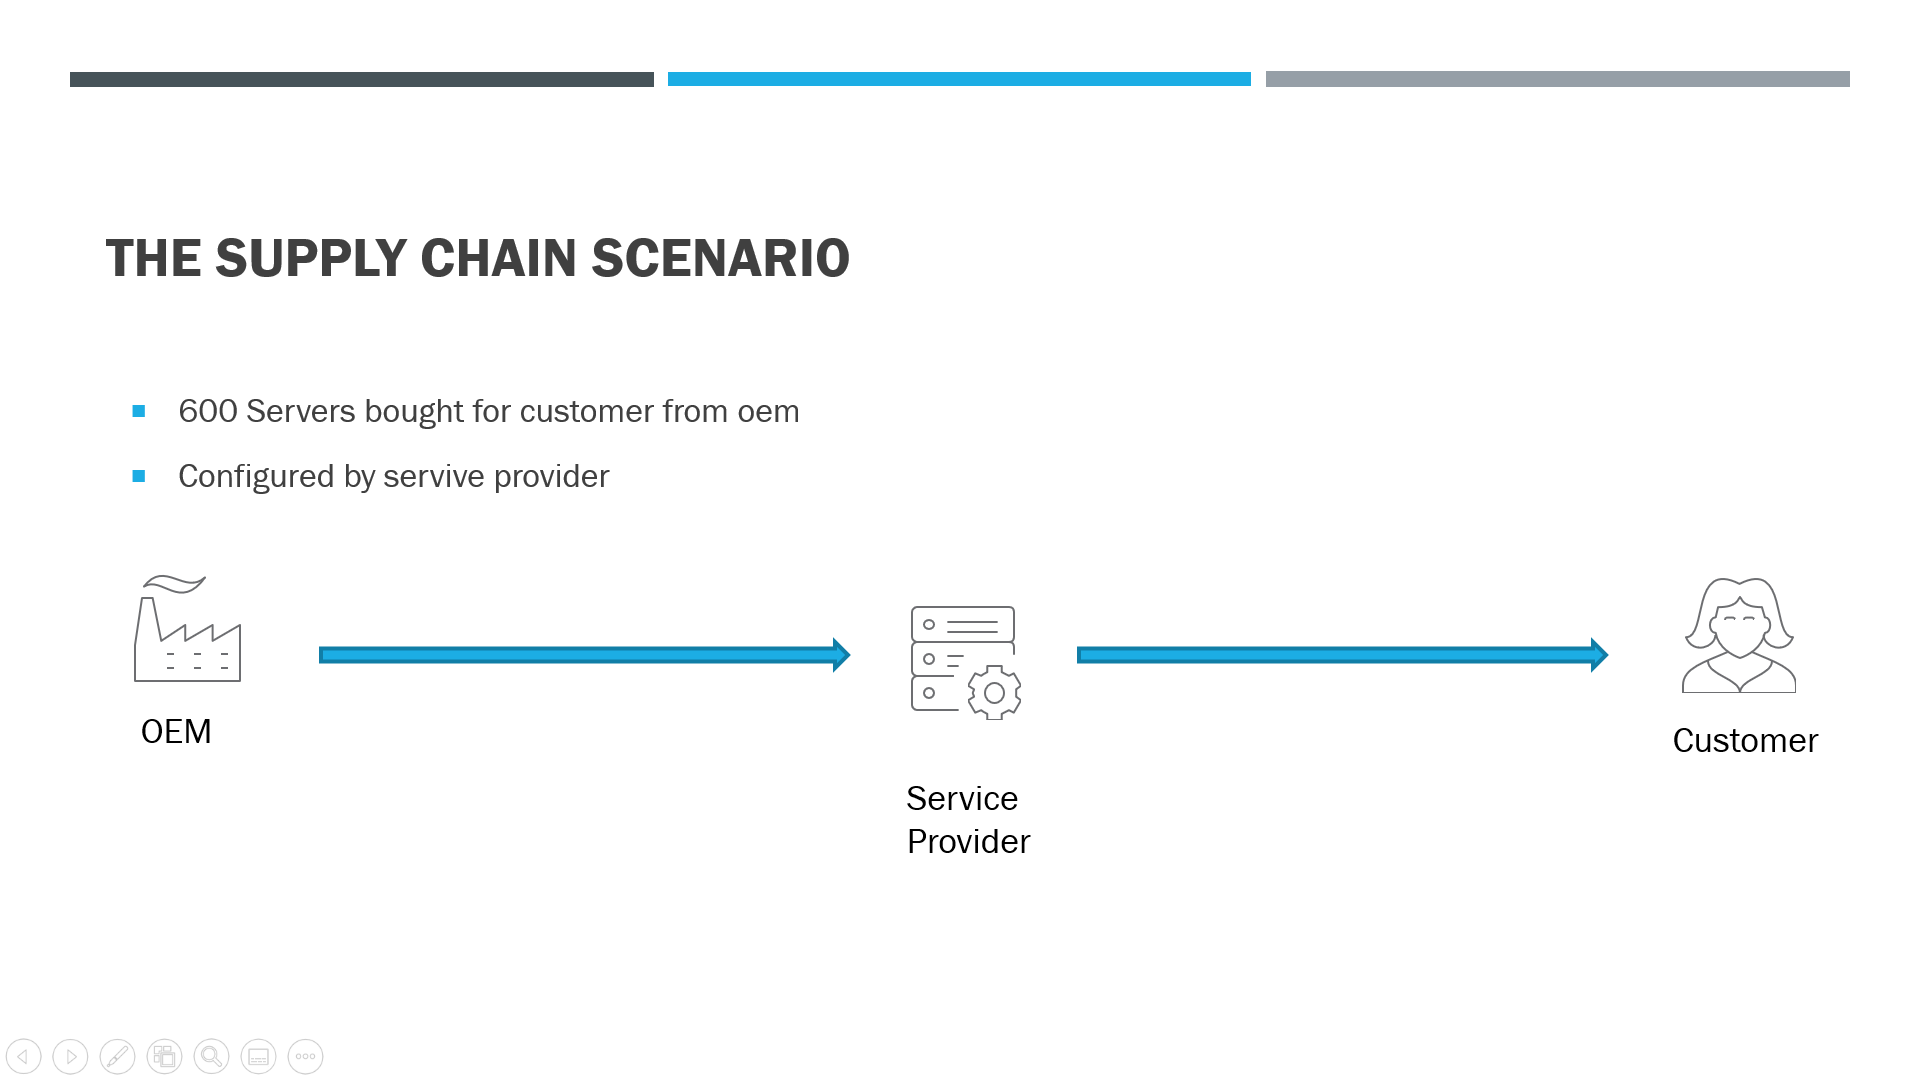 THE SUPPLY CHAIN SCENARIO
600 Servers bought for customer from oem
Configured by servive provider
OEM
Service
Provider
Customer